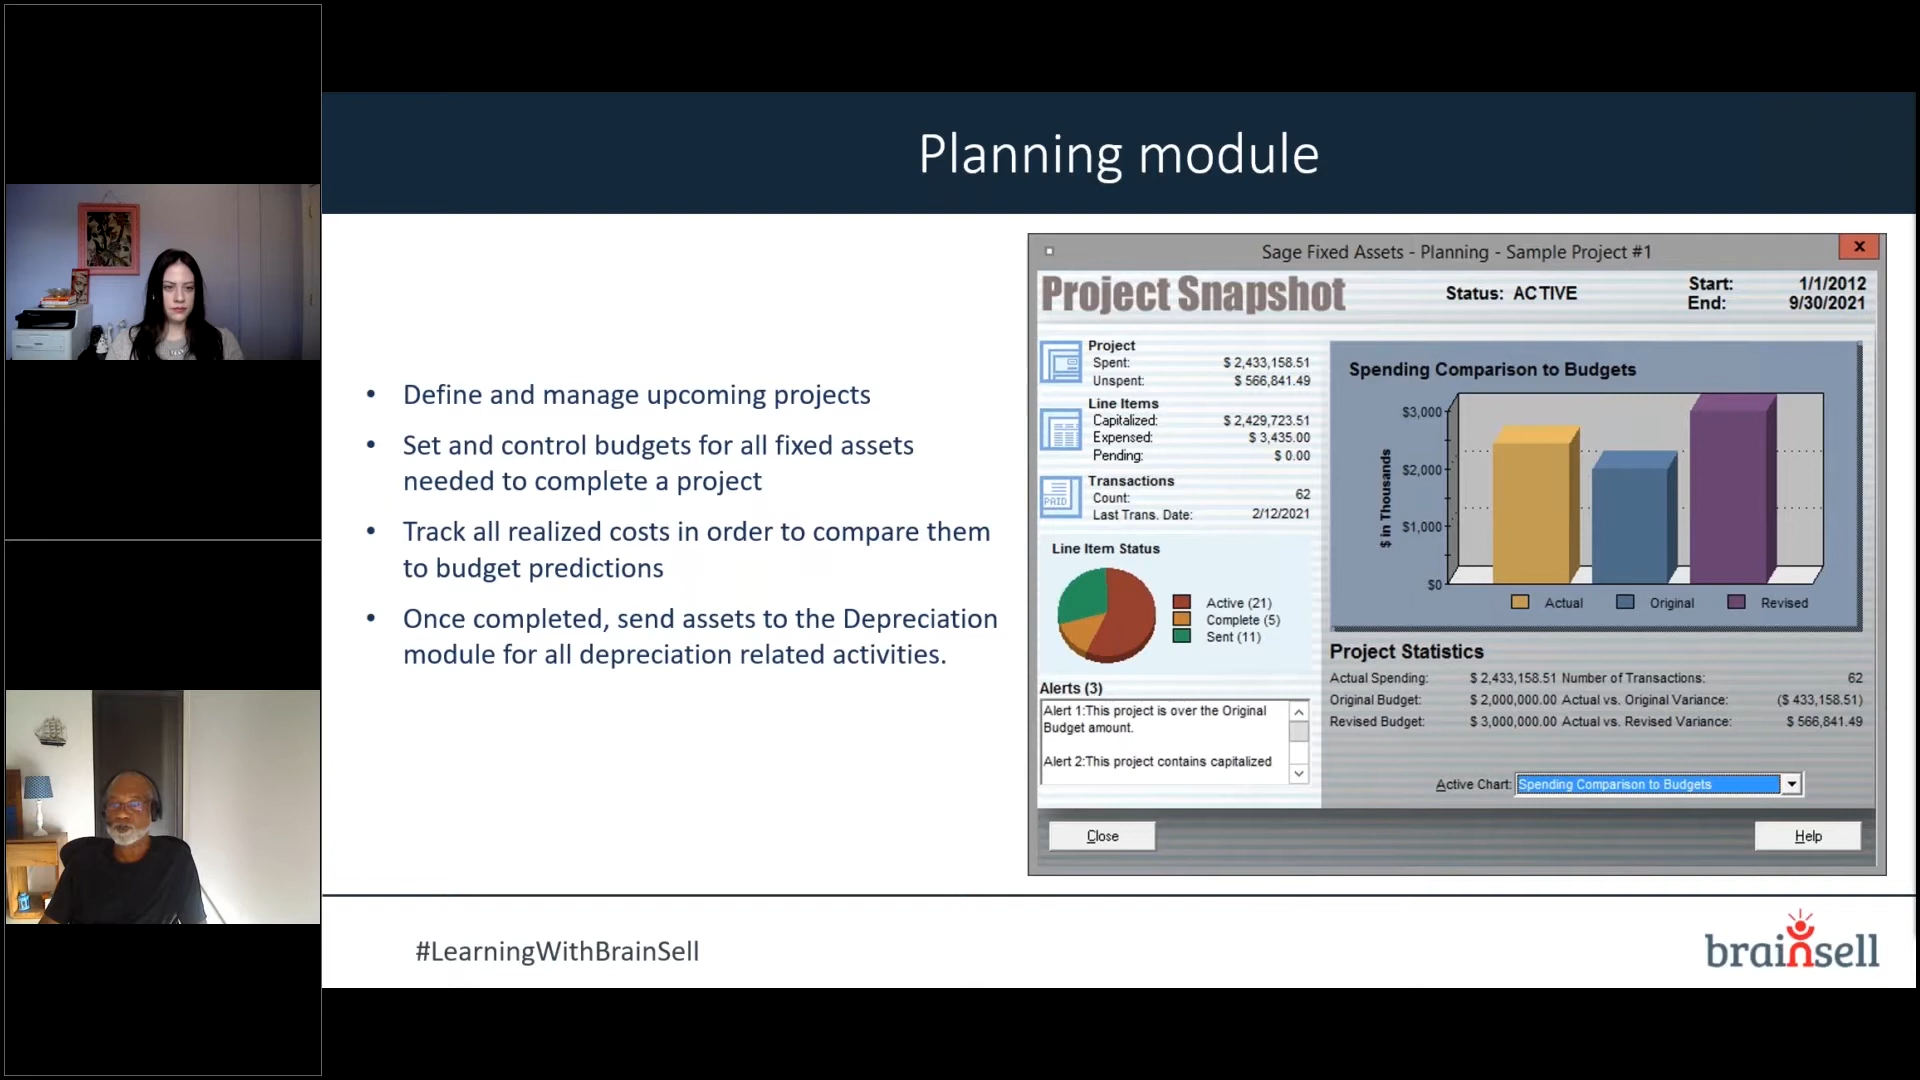 Planning module
• Define and manage upcoming projects
• Set and control budgets for all fixed assets
needed to complete a project
• Track all realized costs in order to compare them
to budget predictions
• Once completed, send assets to the Depreciation
module for all depreciation related activities.
Sage Fixed Assets - Planning - Sample Project #1
Project Snapshot
Status: ACTIVE
Start: 1/1/2012
End: 9/30/2021
Project
Spent: $ 2,433,158.51
Unspent: $ 566,841.49
Line Items
Capitalized: $ 2,429,723.51
Expensed: $ 3,435.00
Pending: $ 0.00
Transactions
Count: 62
Last Trans. Date: 2/12/2021
PAID
Line Item Status
Active (21)
Complete (5)
Sent (11)
Alerts (3)
Alert 1:This project is over the Original
Budget amount.
Alert 2:This project contains capitalized
Spending Comparison to Budgets
$ in Thousands
$3,000
$2,000
$1,000
$0
Actual Original Revised
Project Statistics
Actual Spending: $ 2,433,158.51 Number of Transactions: 62
Original Budget: $ 2,000,000.00 Actual vs. Original Variance: ($ 433,158.51)
Revised Budget: $ 3,000,000.00 Actual vs. Revised Variance: $ 566,841.49
Active Chart: Spending Comparison to Budgets
Close
Help
#LearningWithBrainSell
brainsell